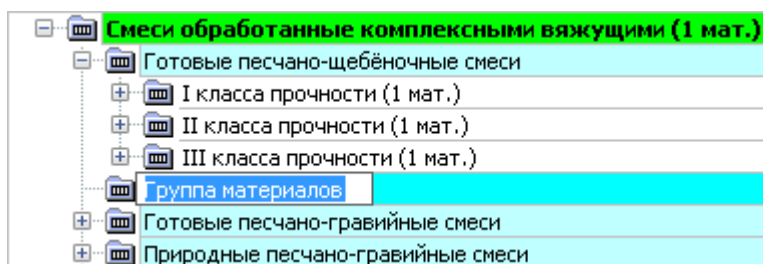 Смеси обработанные комплексными вяжущими (1 мат.)
Готовые песчано-щебёночные смеси
I класса прочности (1 мат.)
II класса прочности (1 мат.)
III класса прочности (1 мат.)
Группа материалов
Готовые песчано-гравийные смеси
Природные песчано-гравийные смеси